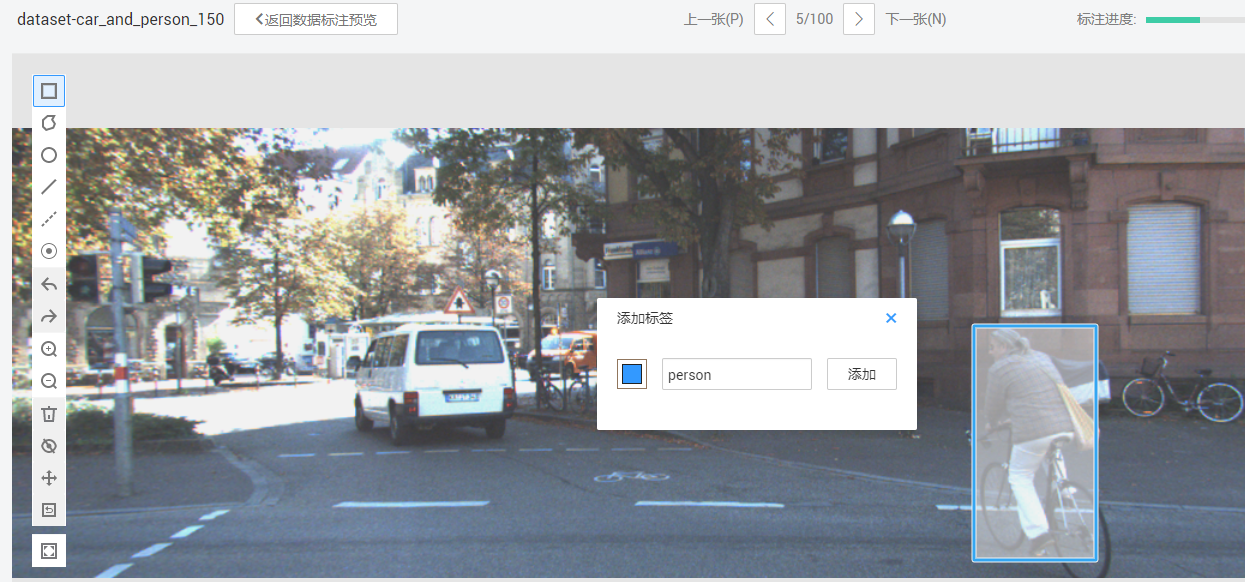 dataset-car_and_person_150
返回数据标注预览
上一张(P)
5/100
下一张(N)
标注进度:
添加标签
person
添加